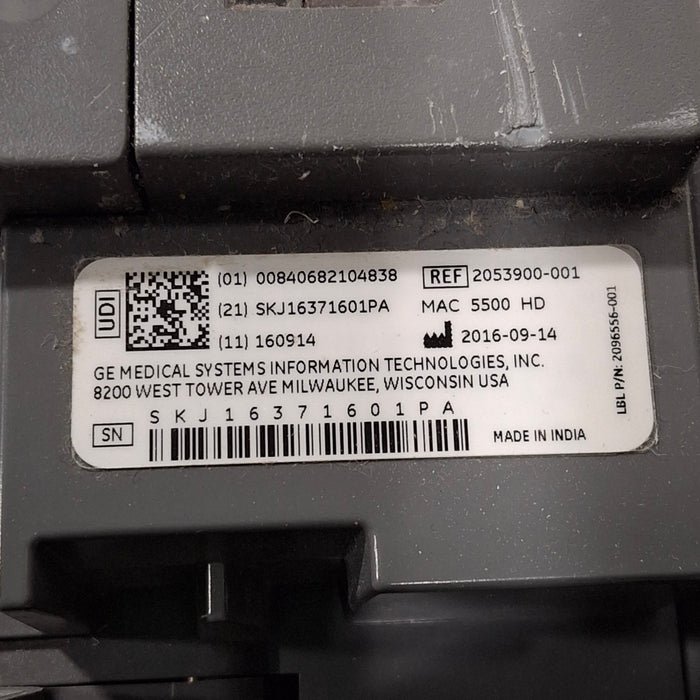 UDI
(01) 00840682104838
REF 2053900-001
(21) SKJ16371601PA
MAC 5500 HD
(11) 160914
2016-09-14
GE MEDICAL SYSTEMS INFORMATION TECHNOLOGIES, INC.
8200 WEST TOWER AVE MILWAUKEE, WISCONSIN USA
SKJ16371601PA
SN
MADE IN INDIA
LBL P/N: 2096556-001